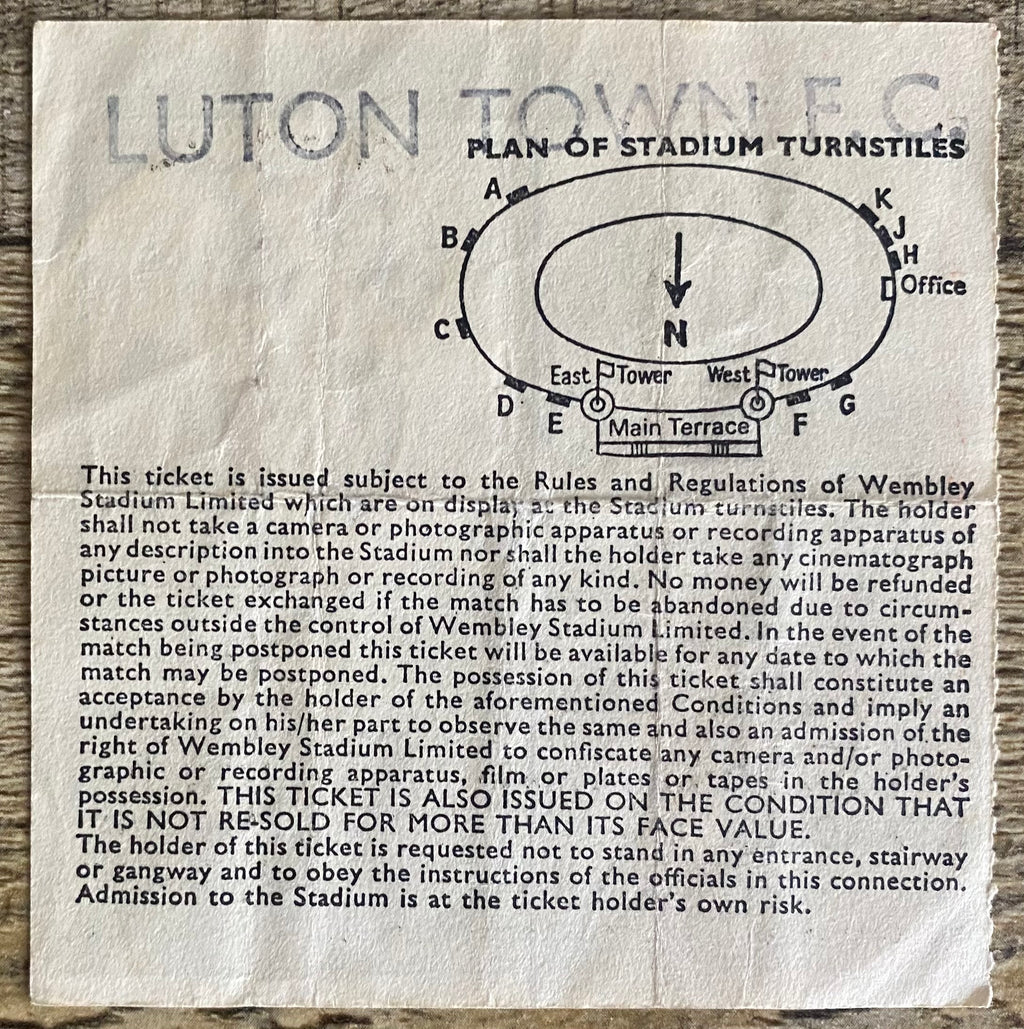 LUTON TOWN F.C.
PLAN OF STADIUM TURNSTILES
A
K
B
J
H
Office
C
N
East Tower
West Tower
D
E
F
G
Main Terrace
This ticket is issued subject to the Rules and Regulations of Wembley
Stadium Limited which are on display at the Stadium turnstiles. The holder
shall not take a camera or photographic apparatus or recording apparatus of
any description into the Stadium nor shall the holder take any cinematograph
picture or photograph or recording of any kind. No money will be refunded
or the ticket exchanged if the match has to be abandoned due to circum-
stances outside the control of Wembley Stadium Limited. In the event of the
match being postponed this ticket will be available for any date to which the
match may be postponed. The possession of this ticket shall constitute an
acceptance by the holder of the aforementioned Conditions and imply an
undertaking on his/her part to observe the same and also an admission of the
right of Wembley Stadium Limited to confiscate any camera and/or photo-
graphic or recording apparatus, film or plates or tapes in the holder's
possession. THIS TICKET IS ALSO ISSUED ON THE CONDITION THAT
IT IS NOT RE-SOLD FOR MORE THAN ITS FACE VALUE.
The holder of this ticket is requested not to stand in any entrance, stairway
or gangway and to obey the instructions of the officials in this connection.
Admission to the Stadium is at the ticket holder's own risk.